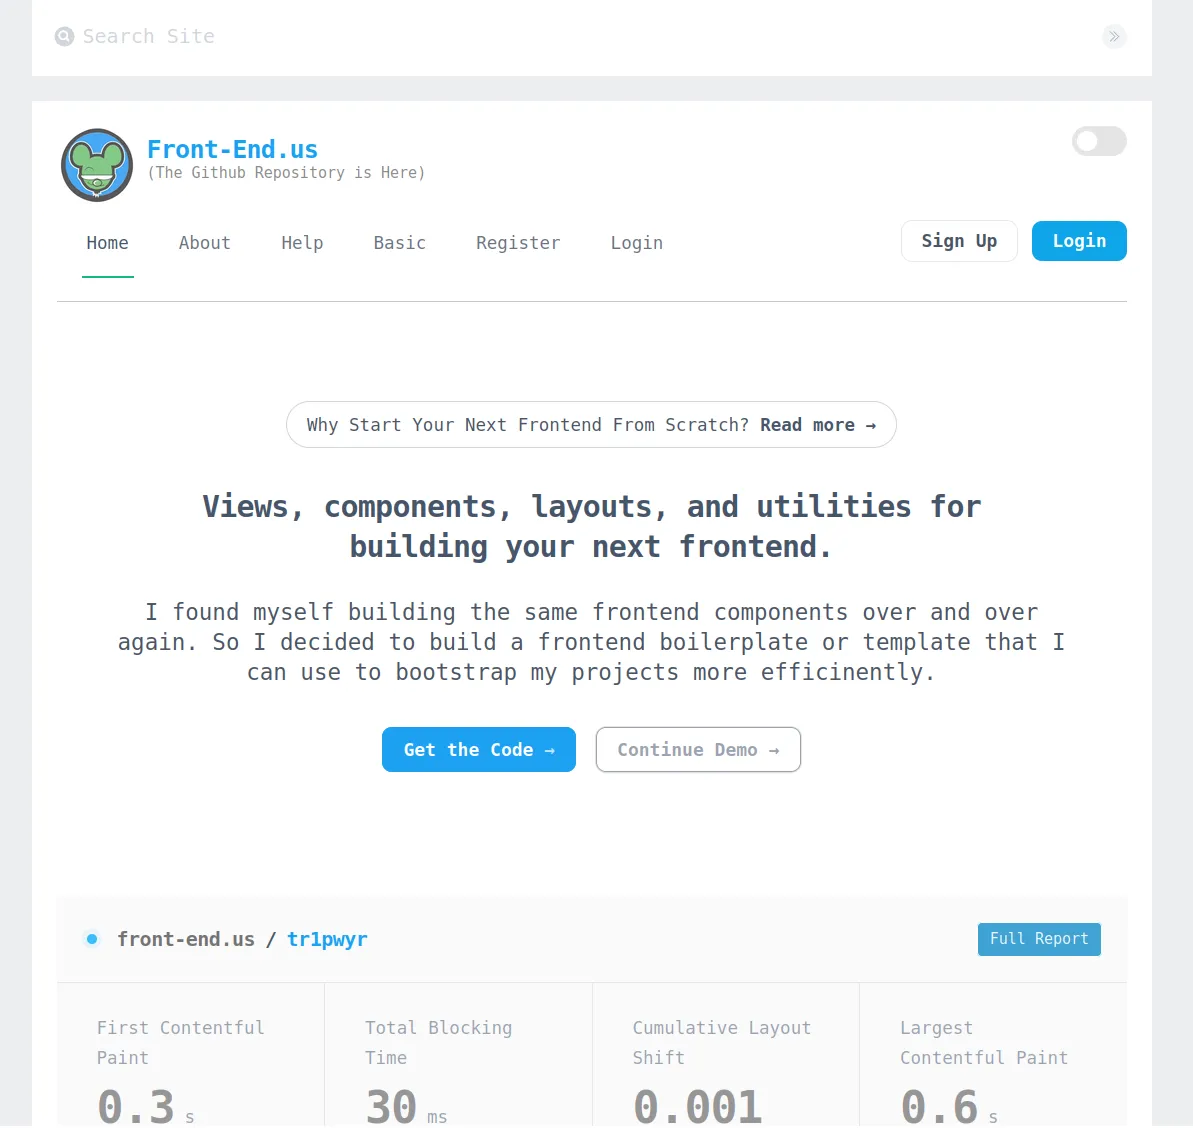 Search Site
Front-End.us
(The Github Repository is Here)
Home About Help Basic Register Login Sign Up Login
Why Start Your Next Frontend From Scratch? Read more →
Views, components, layouts, and utilities for
building your next frontend.
I found myself building the same frontend components over and over
again. So I decided to build a frontend boilerplate or template that I
can use to bootstrap my projects more efficinently.
Get the Code → Continue Demo →
front-end.us / tr1pwyr Full Report
First Contentful
Paint
0.3 s
Total Blocking
Time
30 ms
Cumulative Layout
Shift
0.001
Largest
Contentful Paint
0.6 s